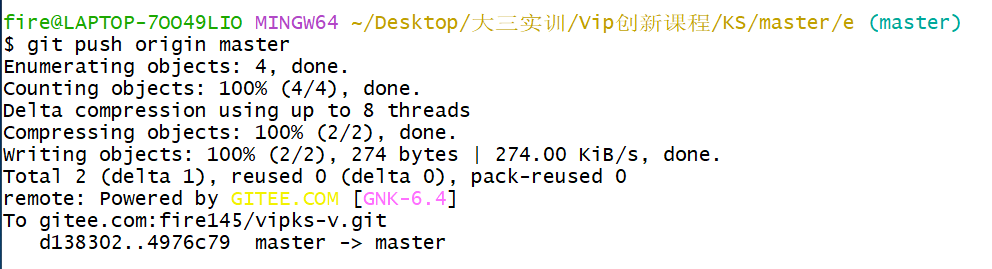 fire@LAPTOP-7OO49LIO MINGW64 ~/Desktop/大三实训/Vip创新课程/KS/master/e (master)
$ git push origin master
Enumerating objects: 4, done.
Counting objects: 100% (4/4), done.
Delta compression using up to 8 threads
Compressing objects: 100% (2/2), done.
Writing objects: 100% (2/2), 274 bytes | 274.00 KiB/s, done.
Total 2 (delta 1), reused 0 (delta 0), pack-reused 0
remote: Powered by GITEE.COM [GNK-6.4]
To gitee.com:fire145/vipks-v.git
   d138302..4976c79  master -> master